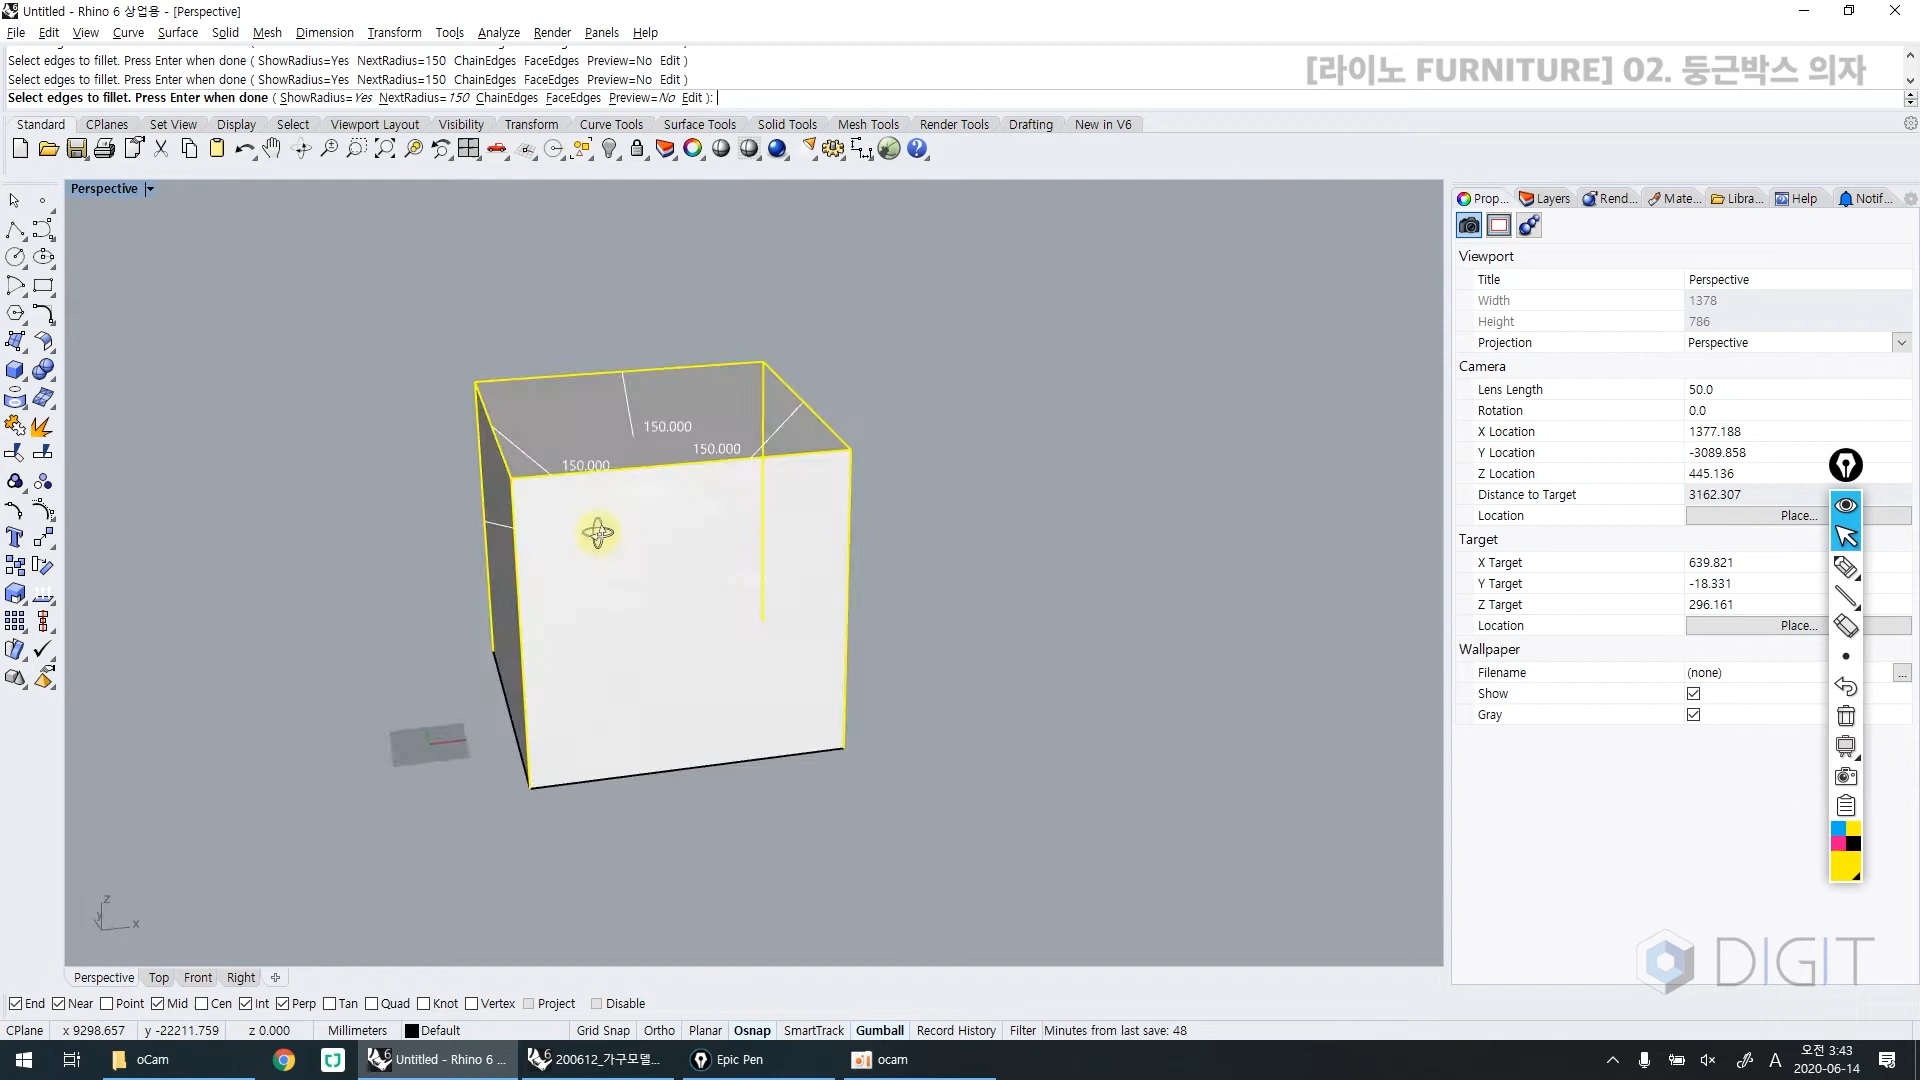 Untitled - Rhino 6 상업용 - [Perspective]
File Edit View Curve Surface Solid Mesh Dimension Transform Tools Analyze Render Panels Help
Select edges to fillet. Press Enter when done ( ShowRadius=Yes NextRadius=150 ChainEdges FaceEdges Preview=No Edit )
Select edges to fillet. Press Enter when done ( ShowRadius=Yes NextRadius=150 ChainEdges FaceEdges Preview=No Edit )
Select edges to fillet. Press Enter when done ( ShowRadius=Yes NextRadius=150 ChainEdges FaceEdges Preview=No Edit ):
[라이노 FURNITURE] 02. 둥근박스 의자
Standard CPlanes Set View Display Select Viewport Layout Visibility Transform Curve Tools Surface Tools Solid Tools Mesh Tools Render Tools Drafting New in V6
Perspective
150.000
150.000
150.000
z
x
Prop... Layers Rend... Mate... Libra... Help Notif...
Viewport
Title Perspective
Width 1378
Height 786
Projection Perspective
Camera
Lens Length 50.0
Rotation 0.0
X Location 1377.188
Y Location -3089.858
Z Location 445.136
Distance to Target 3162.307
Location Place...
Target
X Target 639.821
Y Target -18.331
Z Target 296.161
Location Place...
Wallpaper
Filename (none) ...
Show
Gray
DIGIT
Perspective Top Front Right
End Near Point Mid Cen Int Perp Tan Quad Knot Vertex Project Disable
CPlane x 9298.657 y -22211.759 z 0.000 Millimeters Default Grid Snap Ortho Planar Osnap SmartTrack Gumball Record History Filter Minutes from last save: 48
oCam Untitled - Rhino 6 ... 200612_가구모델... Epic Pen ocam A 오전 3:43
2020-06-14